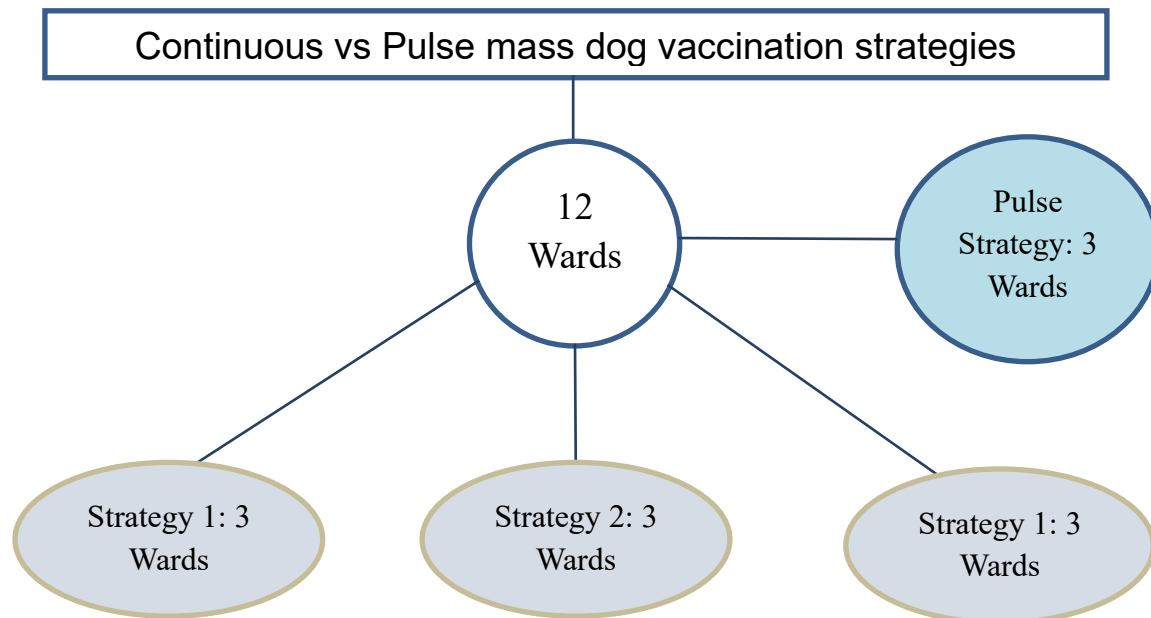 Continuous vs Pulse mass dog vaccination strategies
12
Wards
Pulse
Strategy: 3
Wards
Strategy 1: 3
Wards
Strategy 2: 3
Wards
Strategy 1: 3
Wards